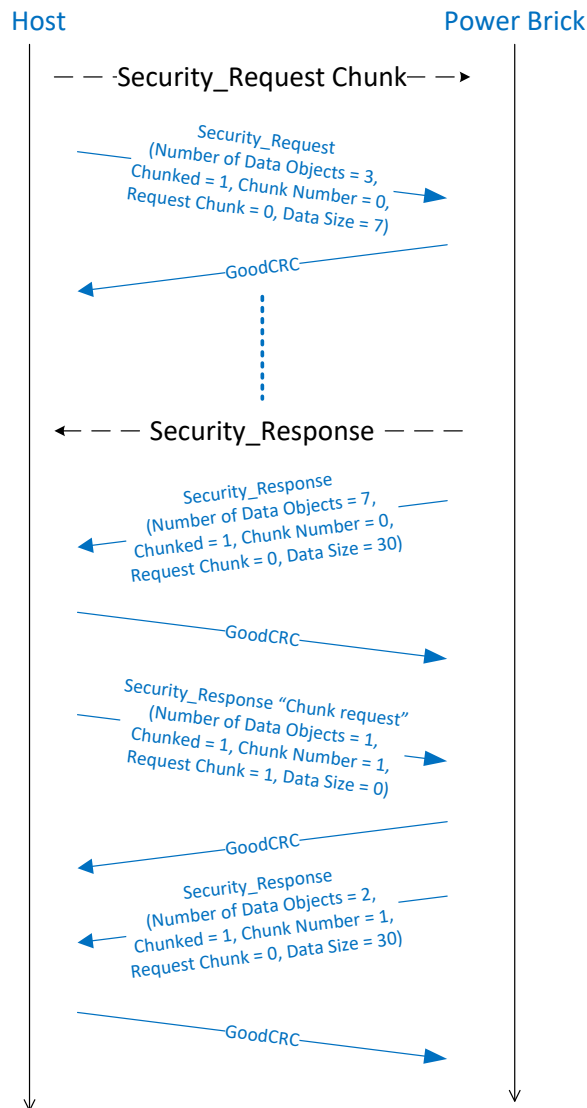 Host
Power Brick
Security_Request Chunk
Security_Request
(Number of Data Objects = 3,
Chunked = 1, Chunk Number = 0,
Request Chunk = 0, Data Size = 7)
GoodCRC
Security_Response
Security_Response
(Number of Data Objects = 7,
Chunked = 1, Chunk Number = 0,
Request Chunk = 0, Data Size = 30)
GoodCRC
Security_Response “Chunk request”
(Number of Data Objects = 1,
Chunked = 1, Chunk Number = 1,
Request Chunk = 1, Data Size = 0)
GoodCRC
Security_Response
(Number of Data Objects = 2,
Chunked = 1, Chunk Number = 1,
Request Chunk = 0, Data Size = 30)
GoodCRC